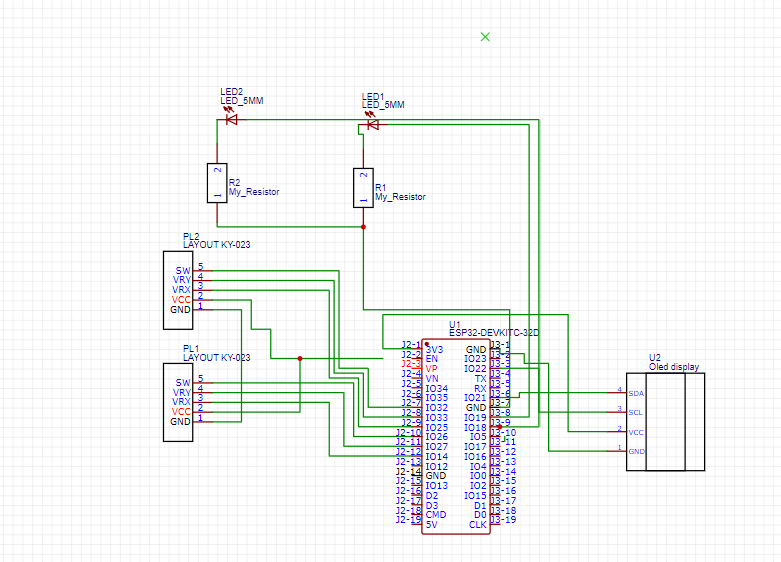 LED2
LED_5MM
LED1
LED_5MM
2
1
R2
My_Resistor
2
1
R1
My_Resistor
PL2
LAYOUT KY-023
SW 5
VRY 4
VRX 3
VCC 2
GND 1
PL1
LAYOUT KY-023
SW 5
VRY 4
VRX 3
VCC 2
GND 1
U1
ESP32-DEVKITC-32D
J2-1 3V3 GND J3-1
J2-2 EN IO23 J3-2
J2-3 VP IO22 J3-3
J2-4 VN TX J3-4
J2-5 IO34 RX J3-5
J2-6 IO35 IO21 J3-6
J2-7 IO32 GND J3-7
J2-8 IO33 IO19 J3-8
J2-9 IO25 IO18 J3-9
J2-10 IO26 IO5 J3-10
J2-11 IO27 IO17 J3-11
J2-12 IO14 IO16 J3-12
J2-13 IO12 IO4 J3-13
J2-14 GND IO0 J3-14
J2-15 IO13 IO2 J3-15
J2-16 D2 IO15 J3-16
J2-17 D3 D1 J3-17
J2-18 CMD D0 J3-18
J2-19 5V CLK J3-19
U2
Oled display
4 SDA
3 SCL
2 VCC
1 GND